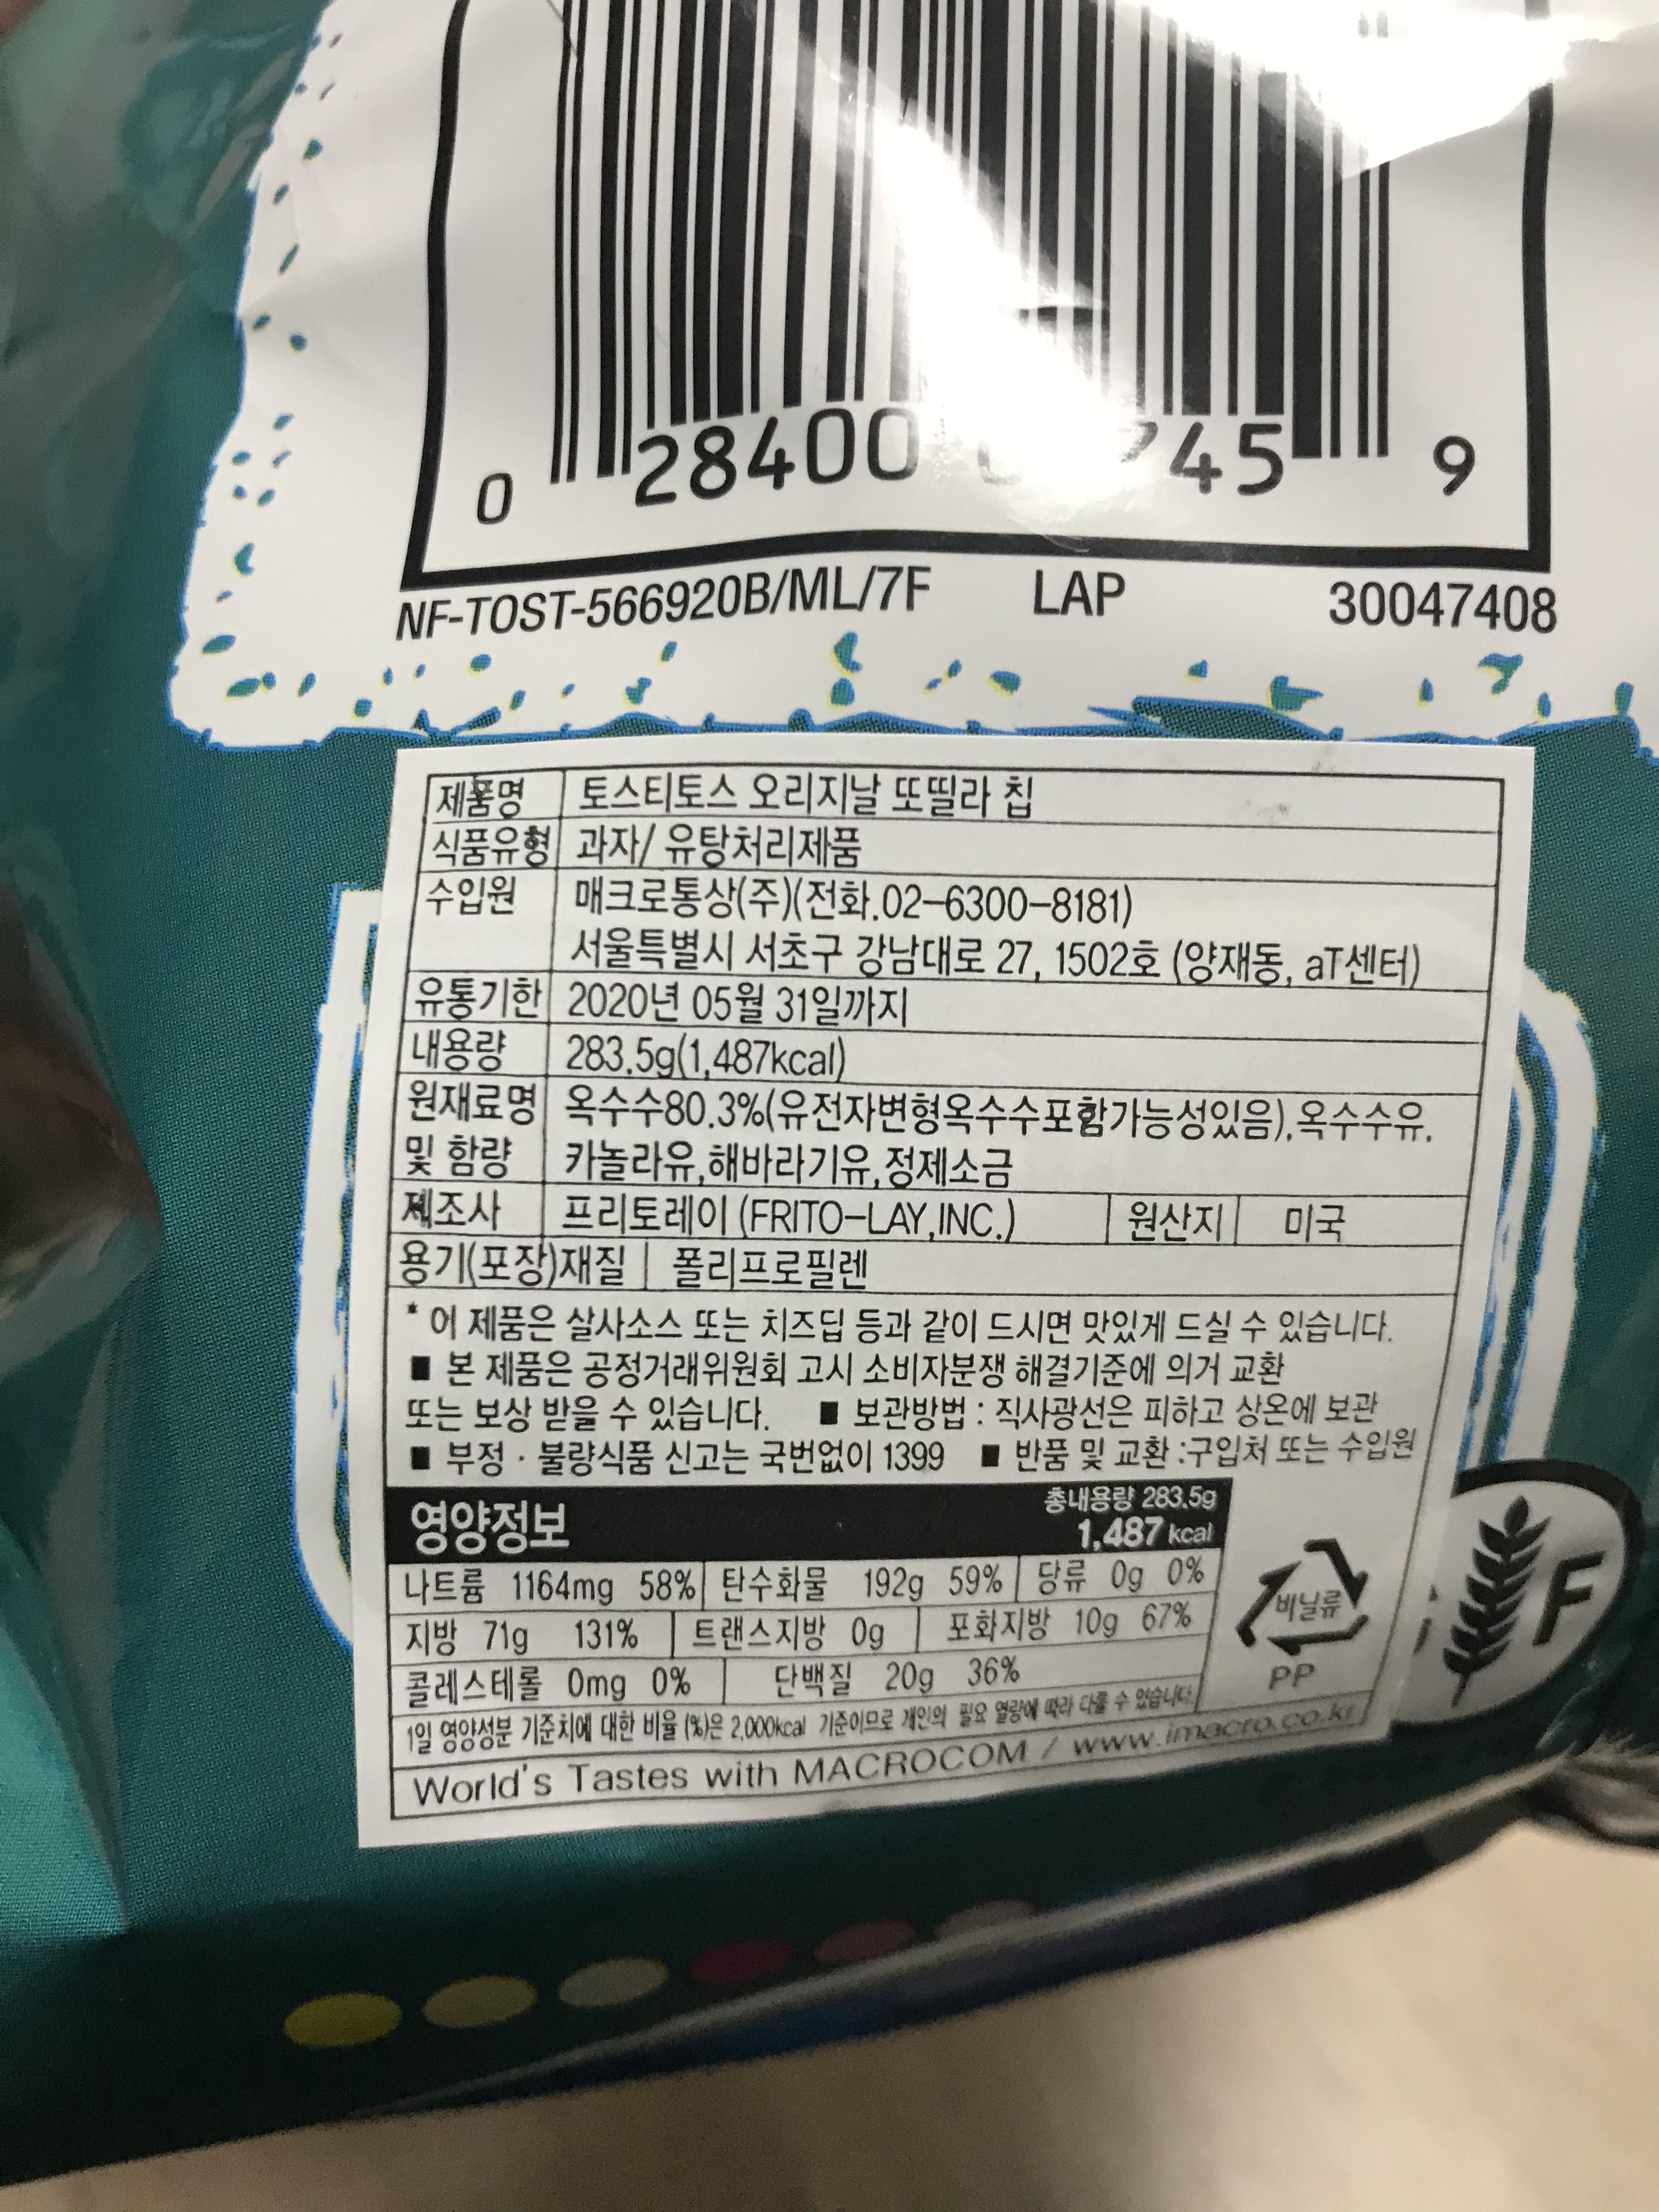 0 28400 745 9
NF-TOST-566920B/ML/7F LAP 30047408
제품명 토스티토스 오리지날 또띨라 칩
식품유형 과자/ 유탕처리제품
수입원 매크로통상(주)(전화.02-6300-8181)
서울특별시 서초구 강남대로 27, 1502호 (양재동, aT센터)
유통기한 2020년 05월 31일까지
내용량 283.5g(1,487kcal)
원재료명 옥수수80.3%(유전자변형옥수수포함가능성있음),옥수수유,
및 함량 카놀라유,해바라기유,정제소금
제조사 프리토레이 (FRITO-LAY,INC.) 원산지 미국
용기(포장)재질 폴리프로필렌
* 이 제품은 살사소스 또는 치즈딥 등과 같이 드시면 맛있게 드실 수 있습니다.
■ 본 제품은 공정거래위원회 고시 소비자분쟁 해결기준에 의거 교환
또는 보상 받을 수 있습니다. ■ 보관방법 : 직사광선은 피하고 상온에 보관
■ 부정 · 불량식품 신고는 국번없이 1399 ■ 반품 및 교환 :구입처 또는 수입원
영양정보 총내용량 283.5g
1,487 kcal
나트륨 1164mg 58% 탄수화물 192g 59% 당류 0g 0%
지방 71g 131% 트랜스지방 0g 포화지방 10g 67%
콜레스테롤 0mg 0% 단백질 20g 36%
1일 영양성분 기준치에 대한 비율 (%)은 2,000kcal 기준이므로 개인의 필요 열량에 따라 다를 수 있습니다.
비닐류
PP
World's Tastes with MACROCOM / www.imacro.co.kr
F